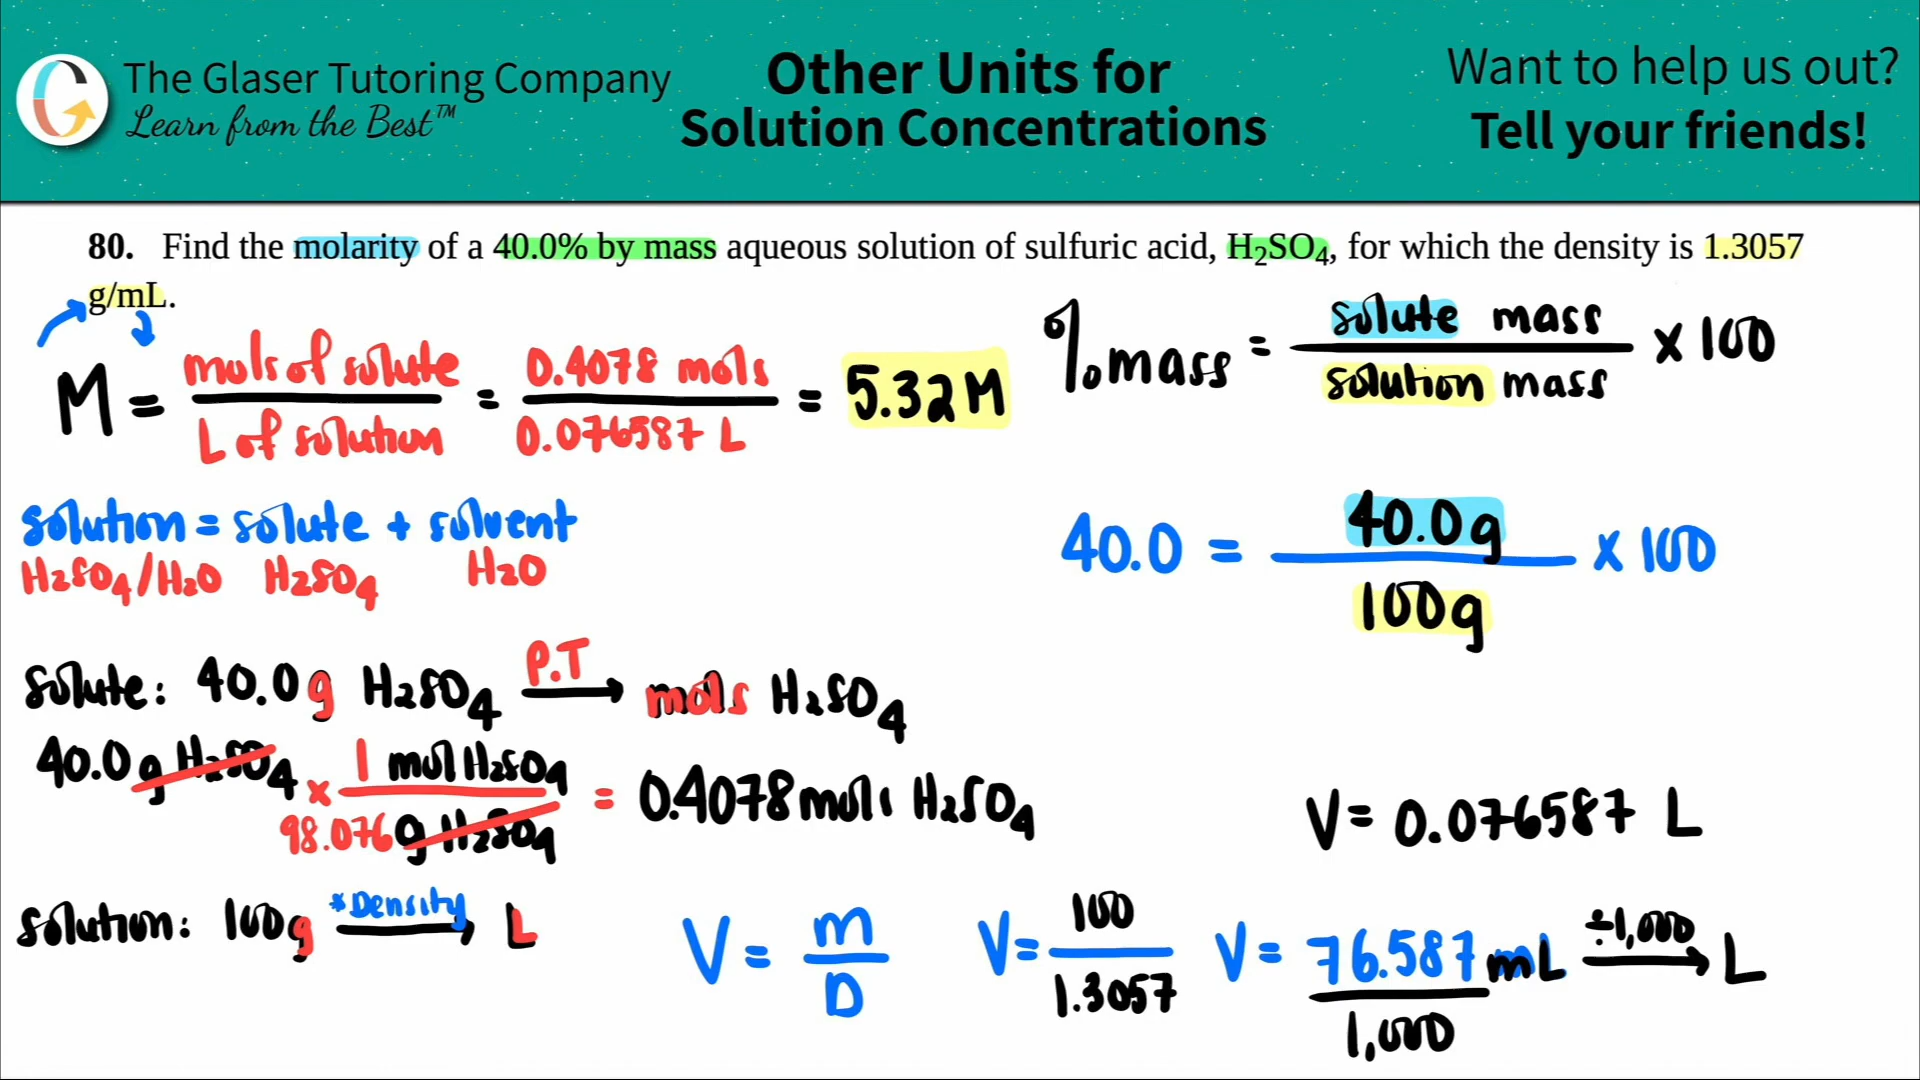 The Glaser Tutoring Company
Learn from the Best™
Other Units for
Solution Concentrations
Want to help us out?
Tell your friends!
80. Find the molarity of a 40.0% by mass aqueous solution of sulfuric acid, H₂SO₄, for which the density is 1.3057
g/mL.
M = mols of solute / L of solution = 0.4078 mols / 0.076587 L = 5.32 M
%mass = solute mass / solution mass x 100
solution = solute + solvent
H₂SO₄/H₂O H₂SO₄ H₂O
40.0 = 40.0g / 100g x 100
solute: 40.0g H₂SO₄ P.T → mols H₂SO₄
40.0 g H₂SO₄ x 1 mol H₂SO₄ / 98.076 g H₂SO₄ = 0.4078 mols H₂SO₄
V = 0.076587 L
solution: 100g *Density → L
V = m / D
V = 100 / 1.3057
V = 76.587 mL / 1,000 ÷1,000 → L